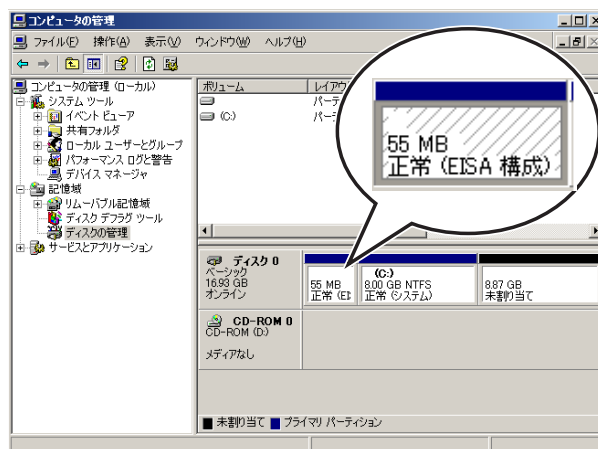 コンピュータの管理
ファイル(F) 操作(A) 表示(V) ウィンドウ(W) ヘルプ(H)
コンピュータの管理 (ローカル)
システム ツール
イベント ビューア
共有フォルダ
ローカル ユーザーとグループ
パフォーマンス ログと警告
デバイス マネージャ
記憶域
リムーバブル記憶域
ディスク デフラグ ツール
ディスクの管理
サービスとアプリケーション
ボリューム レイアウ
パーテ
(C:) パーテ
55 MB
正常 (EISA 構成)
ディスク 0
ベーシック
16.93 GB
オンライン
55 MB
正常 (EI
(C:)
8.00 GB NTFS
正常 (システム)
8.87 GB
未割り当て
CD-ROM 0
CD-ROM (D:)
メディアなし
未割り当て プライマリ パーティション